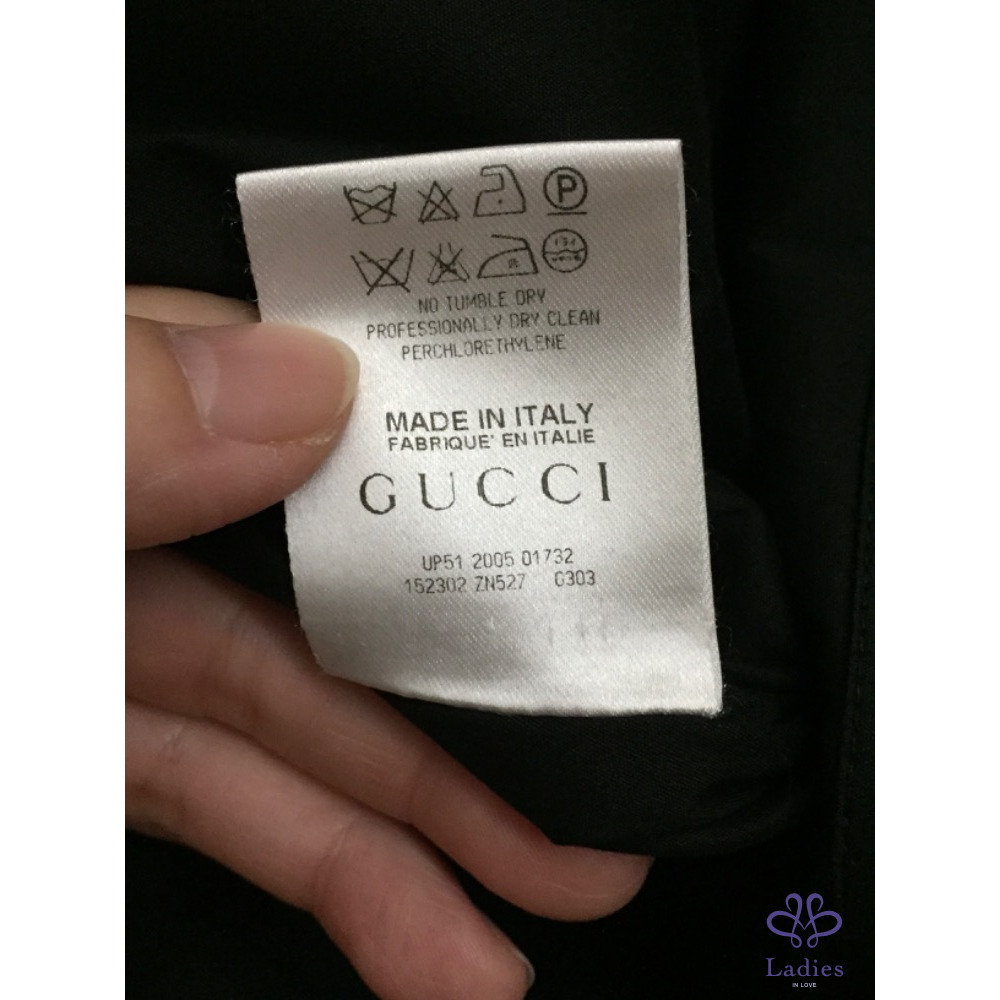 P
NO TUMBLE DRY
PROFESSIONALLY DRY CLEAN
PERCHLORETHYLENE
MADE IN ITALY
FABRIQUE' EN ITALIE
GUCCI
UP51 2005 01732
152302 ZN527 0303
Ladies
IN LOVE